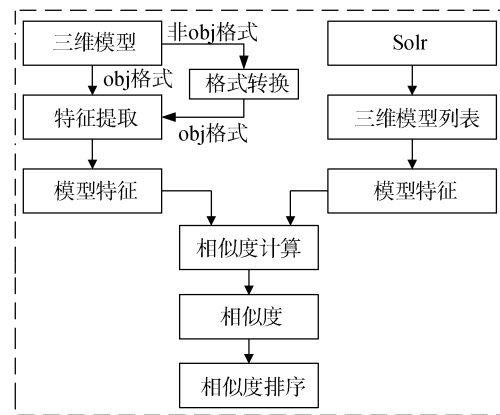 三维模型
非obj格式
Solr
obj格式
格式转换
特征提取
obj格式
三维模型列表
模型特征
模型特征
相似度计算
相似度
相似度排序